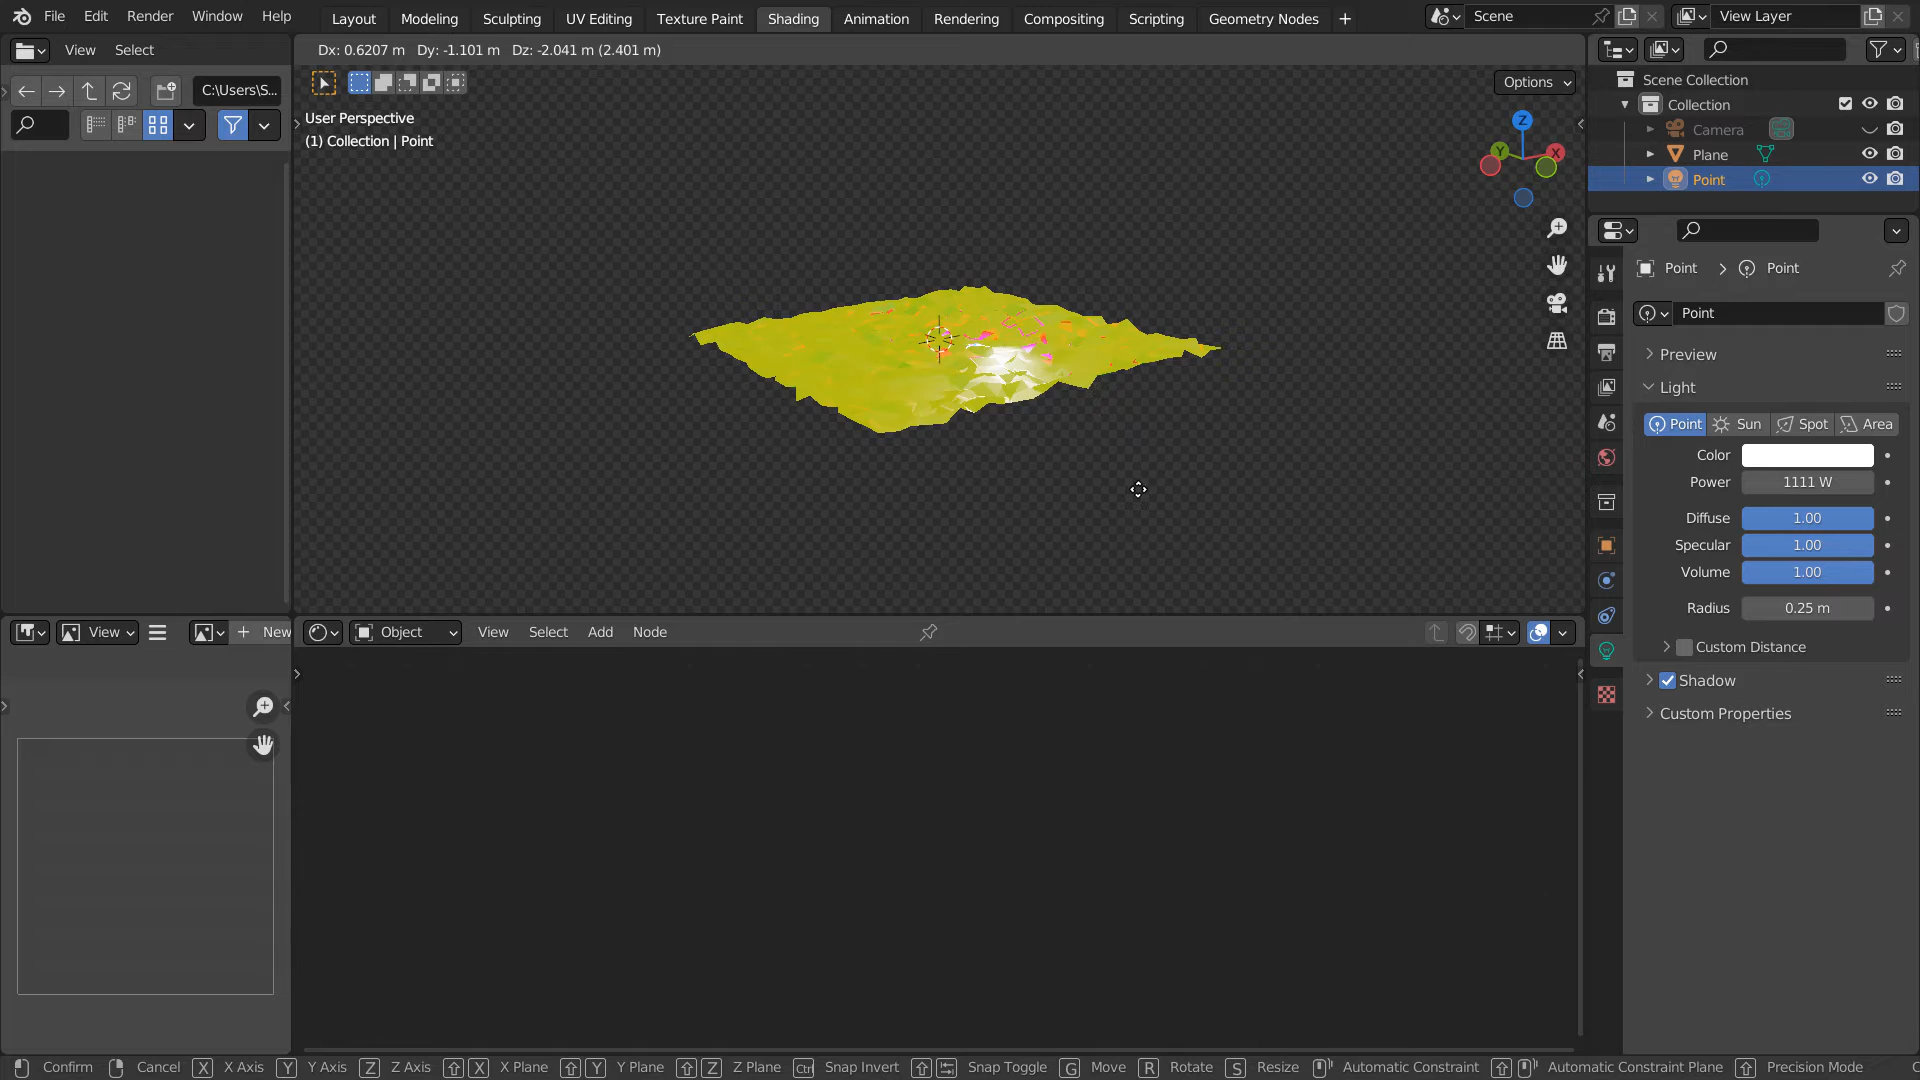 File Edit Render Window Help Layout Modeling Sculpting UV Editing Texture Paint Shading Animation Rendering Compositing Scripting Geometry Nodes + Scene View Layer
View Select
Dx: 0.6207 m Dy: -1.101 m Dz: -2.041 m (2.401 m)
C:\Users\S...
Options
User Perspective
(1) Collection | Point
Z
Y
X
Scene Collection
Collection
Camera
Plane
Point
Point > Point
Point
Preview
Light
Point Sun Spot Area
Color
Power 1111 W
Diffuse 1.00
Specular 1.00
Volume 1.00
Radius 0.25 m
Custom Distance
Shadow
Custom Properties
View + New
Object View Select Add Node
Confirm Cancel X X Axis Y Y Axis Z Z Axis X X Plane Y Y Plane Z Z Plane Ctrl Snap Invert Snap Toggle G Move R Rotate S Resize Automatic Constraint Automatic Constraint Plane Precision Mode